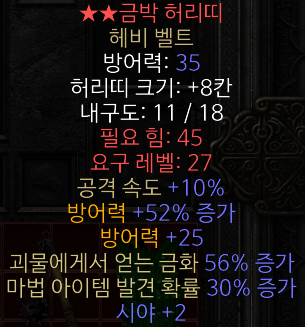 ★★금박 허리띠
헤비 벨트
방어력: 35
허리띠 크기: +8칸
내구도: 11 / 18
필요 힘: 45
요구 레벨: 27
공격 속도 +10%
방어력 +52% 증가
방어력 +25
괴물에게서 얻는 금화 56% 증가
마법 아이템 발견 확률 30% 증가
시야 +2